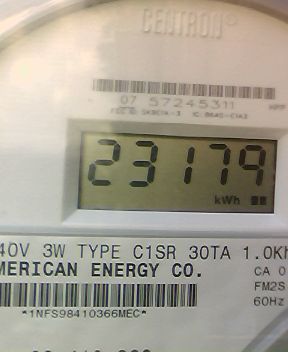 CENTRON®
07 57245311
23179
kWh
40V 3W TYPE C1SR 30TA 1.0Kh
MERICAN ENERGY CO.
CA 0
FM2S
60Hz
*1NFS98410366MEC*